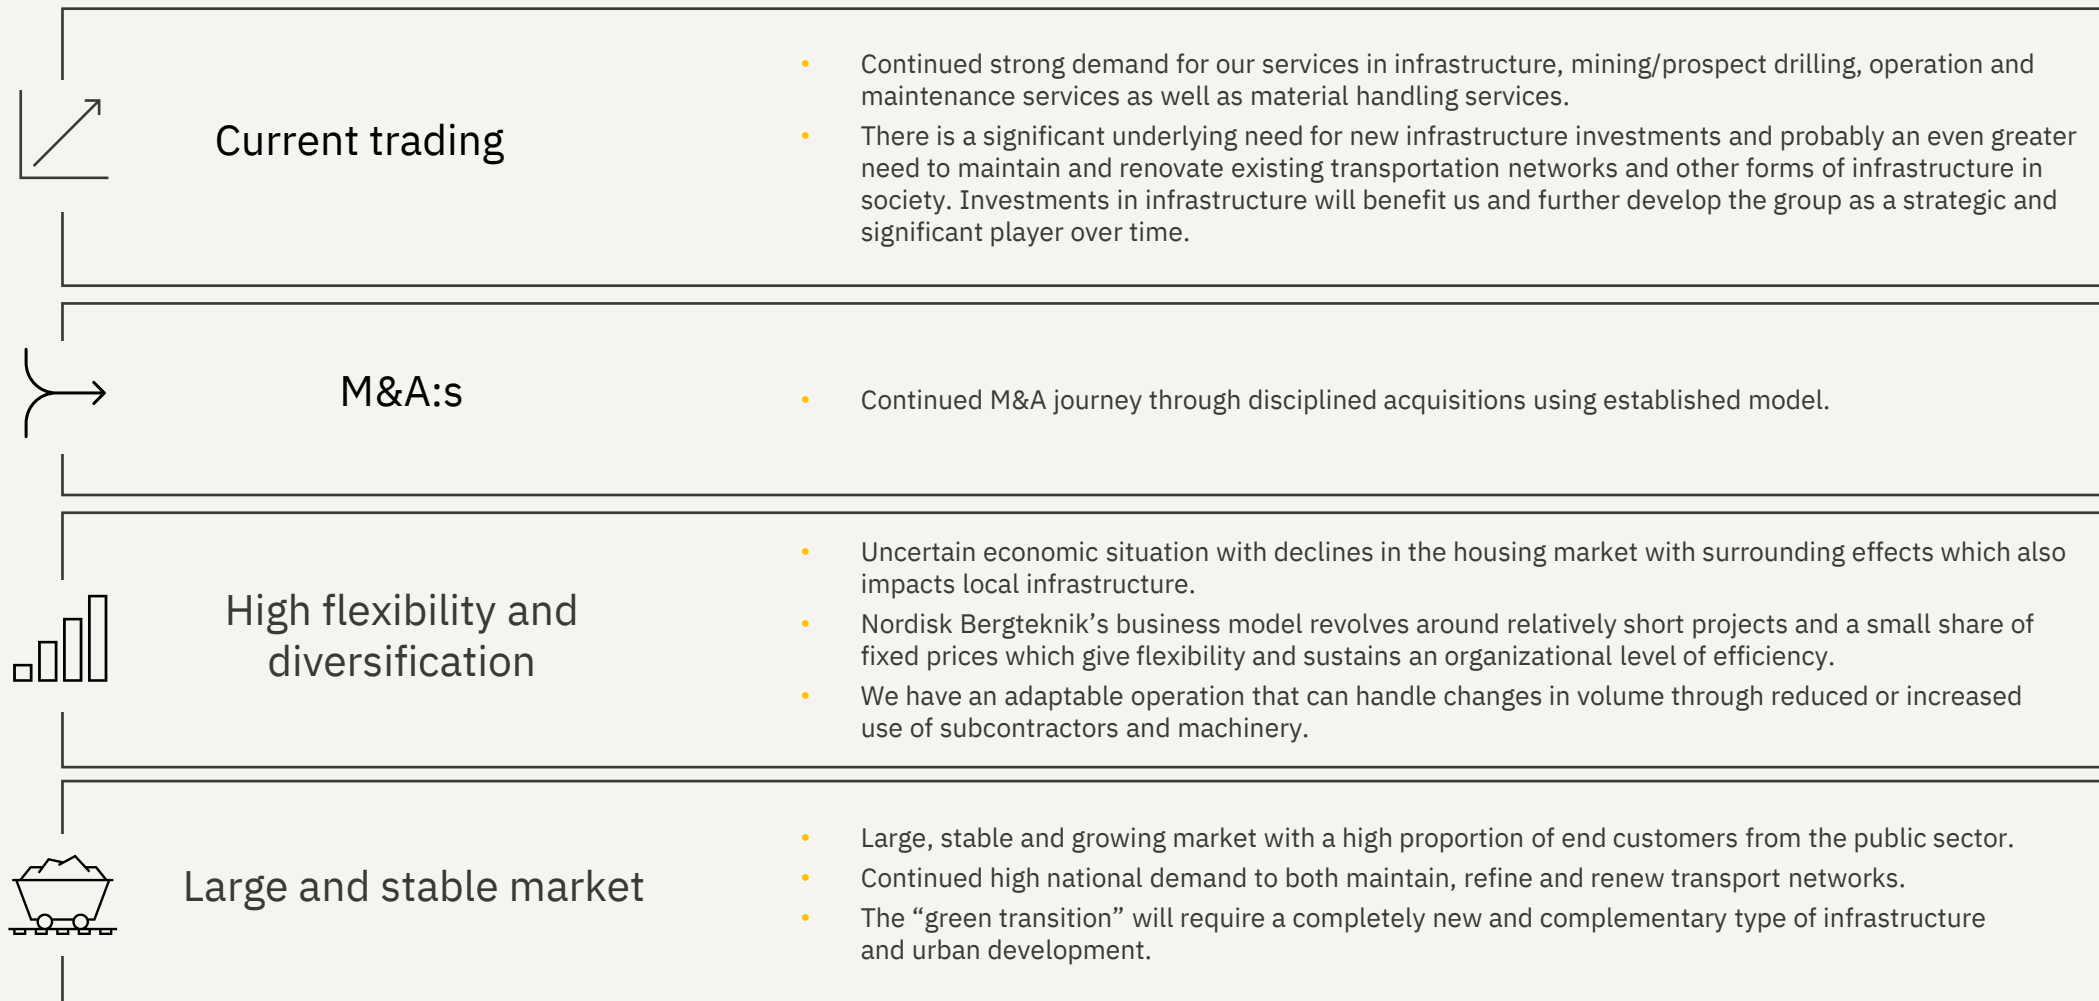 Current trading
• Continued strong demand for our services in infrastructure, mining/prospect drilling, operation and
maintenance services as well as material handling services.
• There is a significant underlying need for new infrastructure investments and probably an even greater
need to maintain and renovate existing transportation networks and other forms of infrastructure in
society. Investments in infrastructure will benefit us and further develop the group as a strategic and
significant player over time.
M&A:s
• Continued M&A journey through disciplined acquisitions using established model.
High flexibility and
diversification
• Uncertain economic situation with declines in the housing market with surrounding effects which also
impacts local infrastructure.
• Nordisk Bergteknik’s business model revolves around relatively short projects and a small share of
fixed prices which give flexibility and sustains an organizational level of efficiency.
• We have an adaptable operation that can handle changes in volume through reduced or increased
use of subcontractors and machinery.
Large and stable market
• Large, stable and growing market with a high proportion of end customers from the public sector.
• Continued high national demand to both maintain, refine and renew transport networks.
• The “green transition” will require a completely new and complementary type of infrastructure
and urban development.